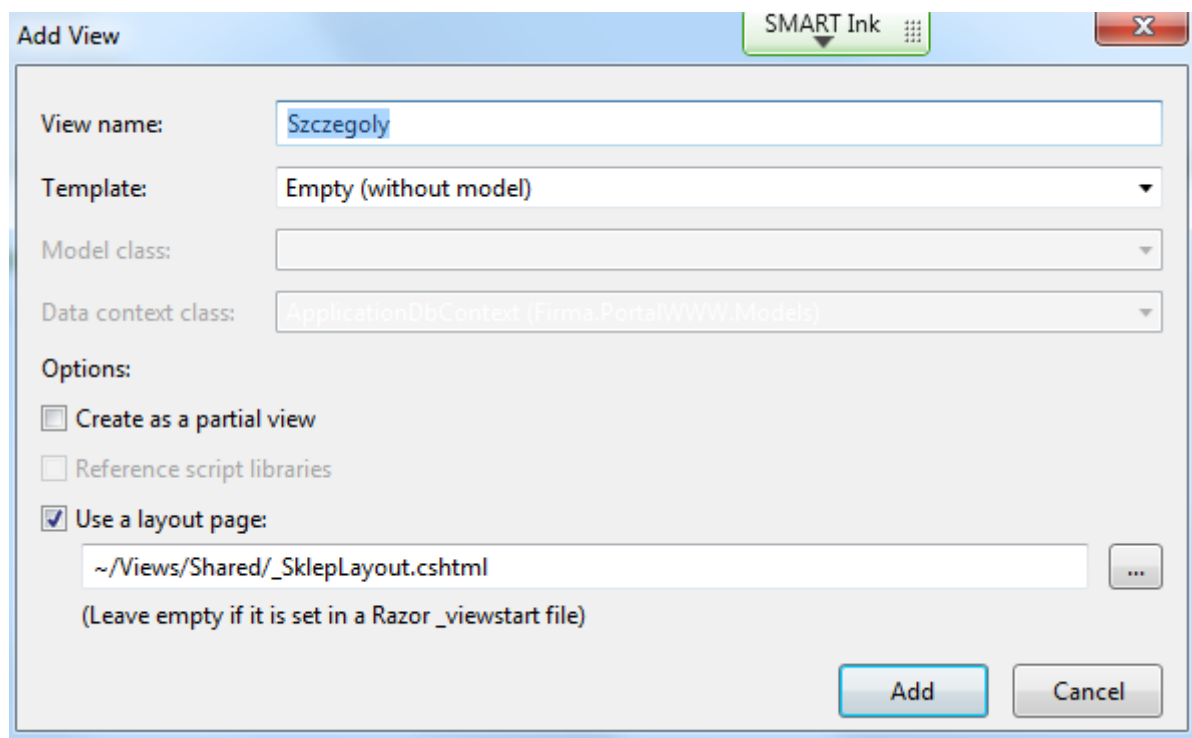 Add View
SMART Ink
View name:
Szczegoly
Template:
Empty (without model)
Model class:
Data context class:
ApplicationDbContext (Firma.PortalWWW.Models)
Options:
Create as a partial view
Reference script libraries
Use a layout page:
~/Views/Shared/_SklepLayout.cshtml
...
(Leave empty if it is set in a Razor _viewstart file)
Add
Cancel